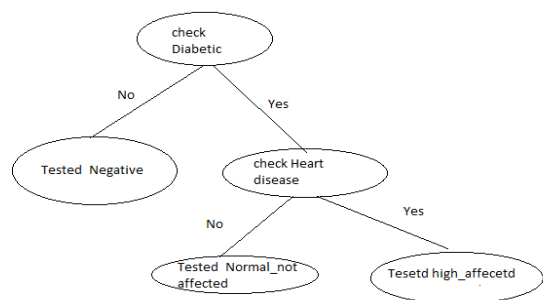 check
Diabetic
No
Yes
Tested Negative
check Heart
disease
No
Yes
Tested Normal_not
affected
Tesetd high_affecetd